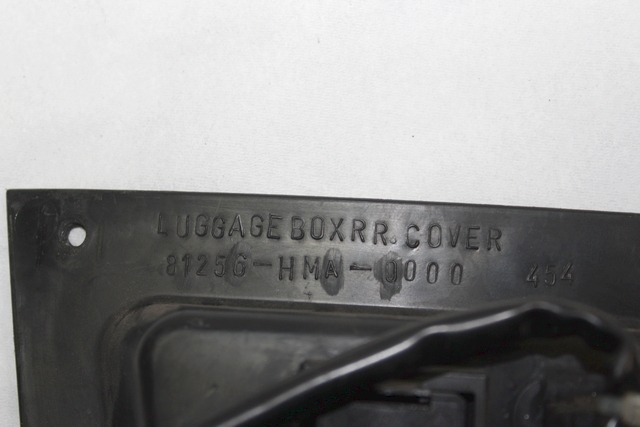 LUGGAGE BOX RR. COVER
81256-HMA-0000 454